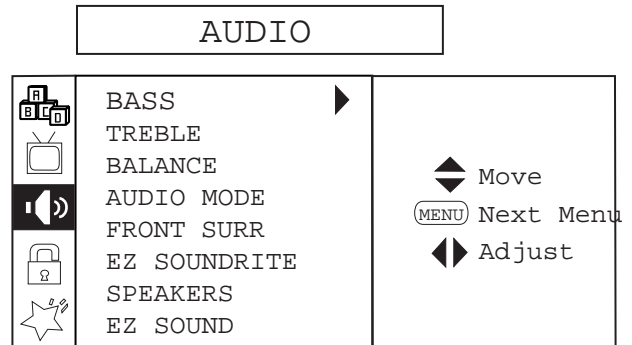 AUDIO
A
B C D
BASS
TREBLE
BALANCE
AUDIO MODE
FRONT SURR
EZ SOUNDRITE
SPEAKERS
EZ SOUND
Move
MENU Next Menu
Adjust